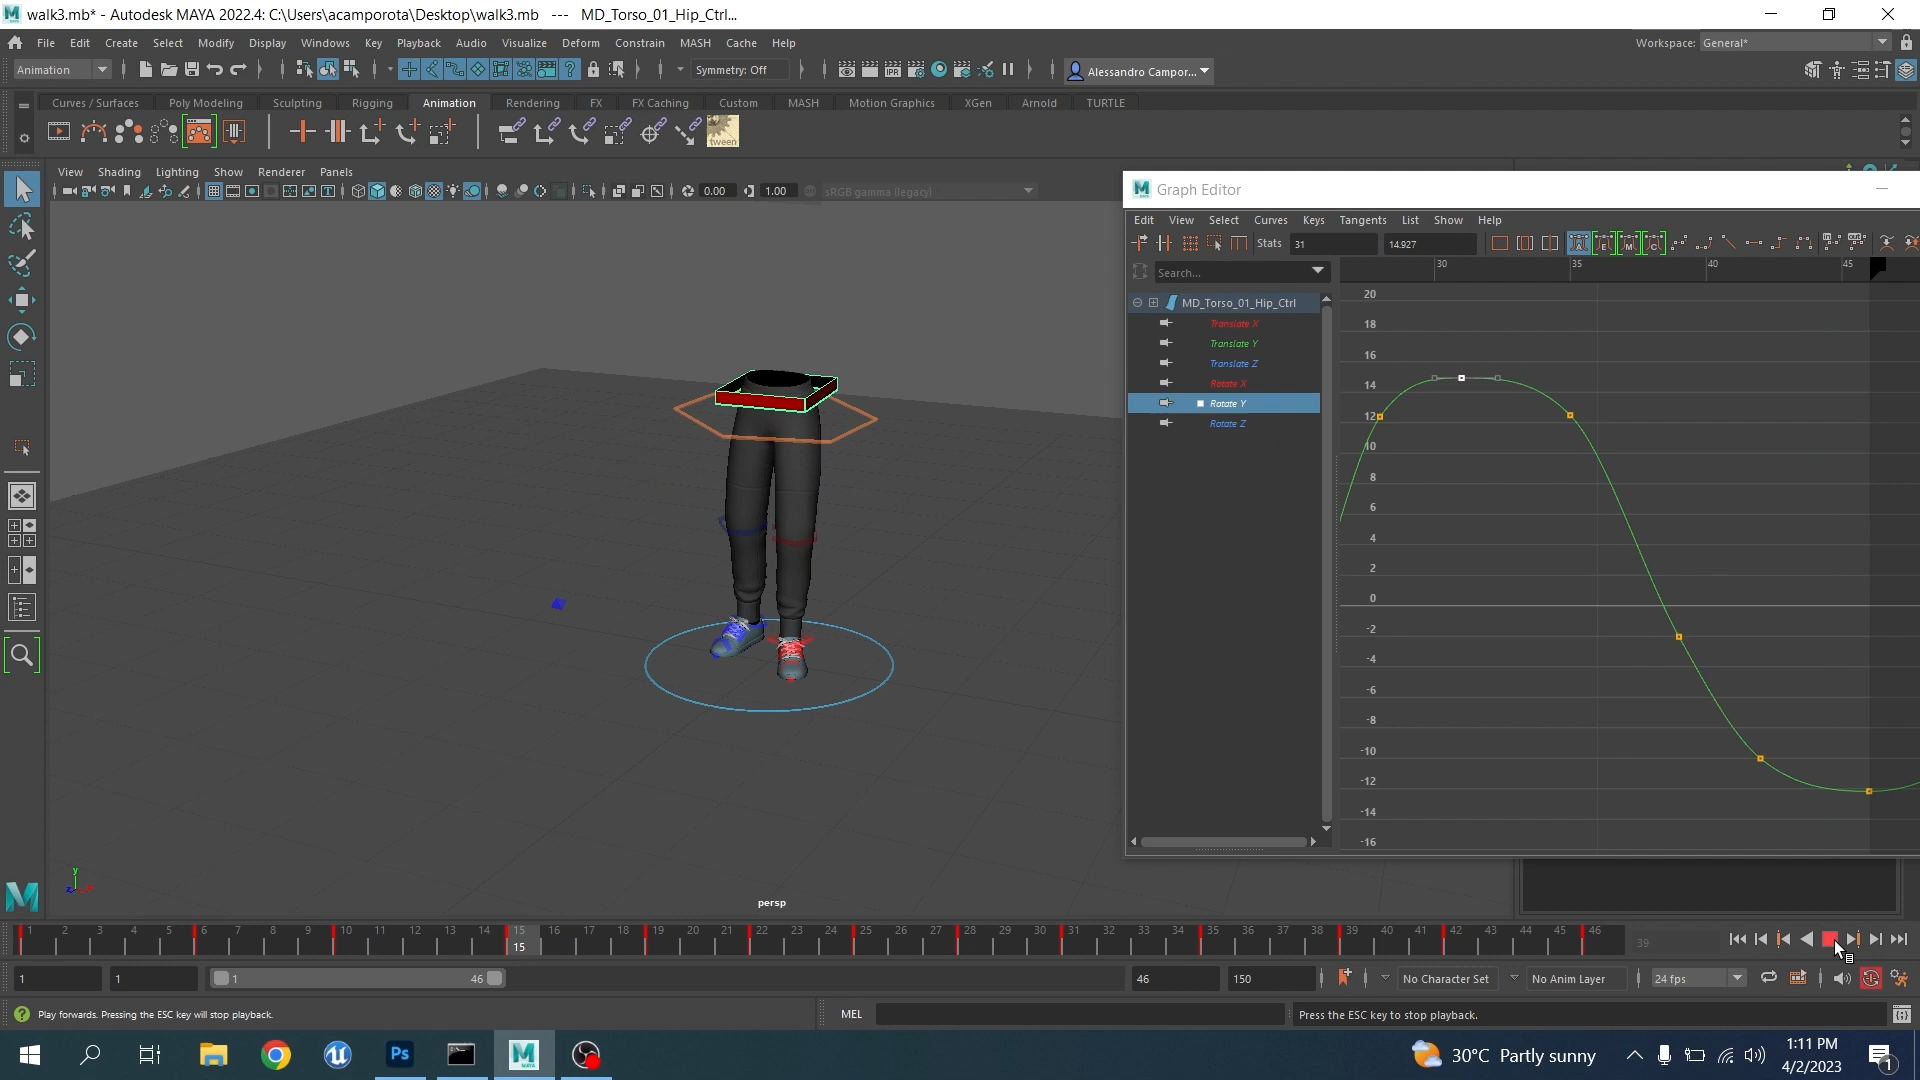 walk3.mb* - Autodesk MAYA 2022.4: C:\Users\acamporota\Desktop\walk3.mb --- MD_Torso_01_Hip_Ctrl...
File Edit Create Select Modify Display Windows Key Playback Audio Visualize Deform Constrain MASH Cache Help
Workspace: General*
Animation
Symmetry: Off
IPR
Alessandro Campor...
Curves / Surfaces Poly Modeling Sculpting Rigging Animation Rendering FX FX Caching Custom MASH Motion Graphics XGen Arnold TURTLE
tween
View Shading Lighting Show Renderer Panels
0.00 1.00 sRGB gamma (legacy)
Graph Editor
Edit View Select Curves Keys Tangents List Show Help
Stats 31 14.927
Search...
30 35 40 45
MD_Torso_01_Hip_Ctrl
Translate X
Translate Y
Translate Z
Rotate X
Rotate Y
Rotate Z
20
18
16
14
12
10
8
6
4
2
0
-2
-4
-6
-8
-10
-12
-14
-16
y
x
z
persp
1 2 3 4 5 6 7 8 9 10 11 12 13 14 15 16 17 18 19 20 21 22 23 24 25 26 27 28 29 30 31 32 33 34 35 36 37 38 39 40 41 42 43 44 45 46
15
39
1 1 1 46 46 150 No Character Set No Anim Layer 24 fps
Play forwards. Pressing the ESC key will stop playback.
MEL
Press the ESC key to stop playback.
Ps
MAYA
30°C Partly sunny
1:11 PM
4/2/2023
1